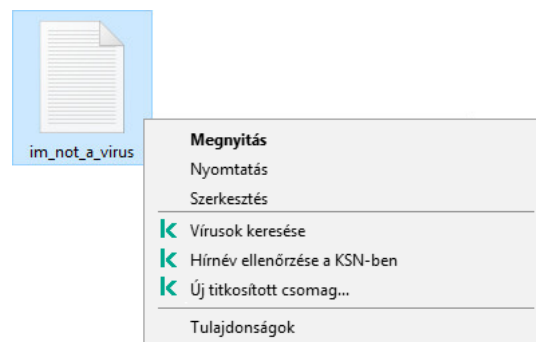 im_not_a_virus
Megnyitás
Nyomtatás
Szerkesztés
Vírusok keresése
Hírnév ellenőrzése a KSN-ben
Új titkosított csomag...
Tulajdonságok